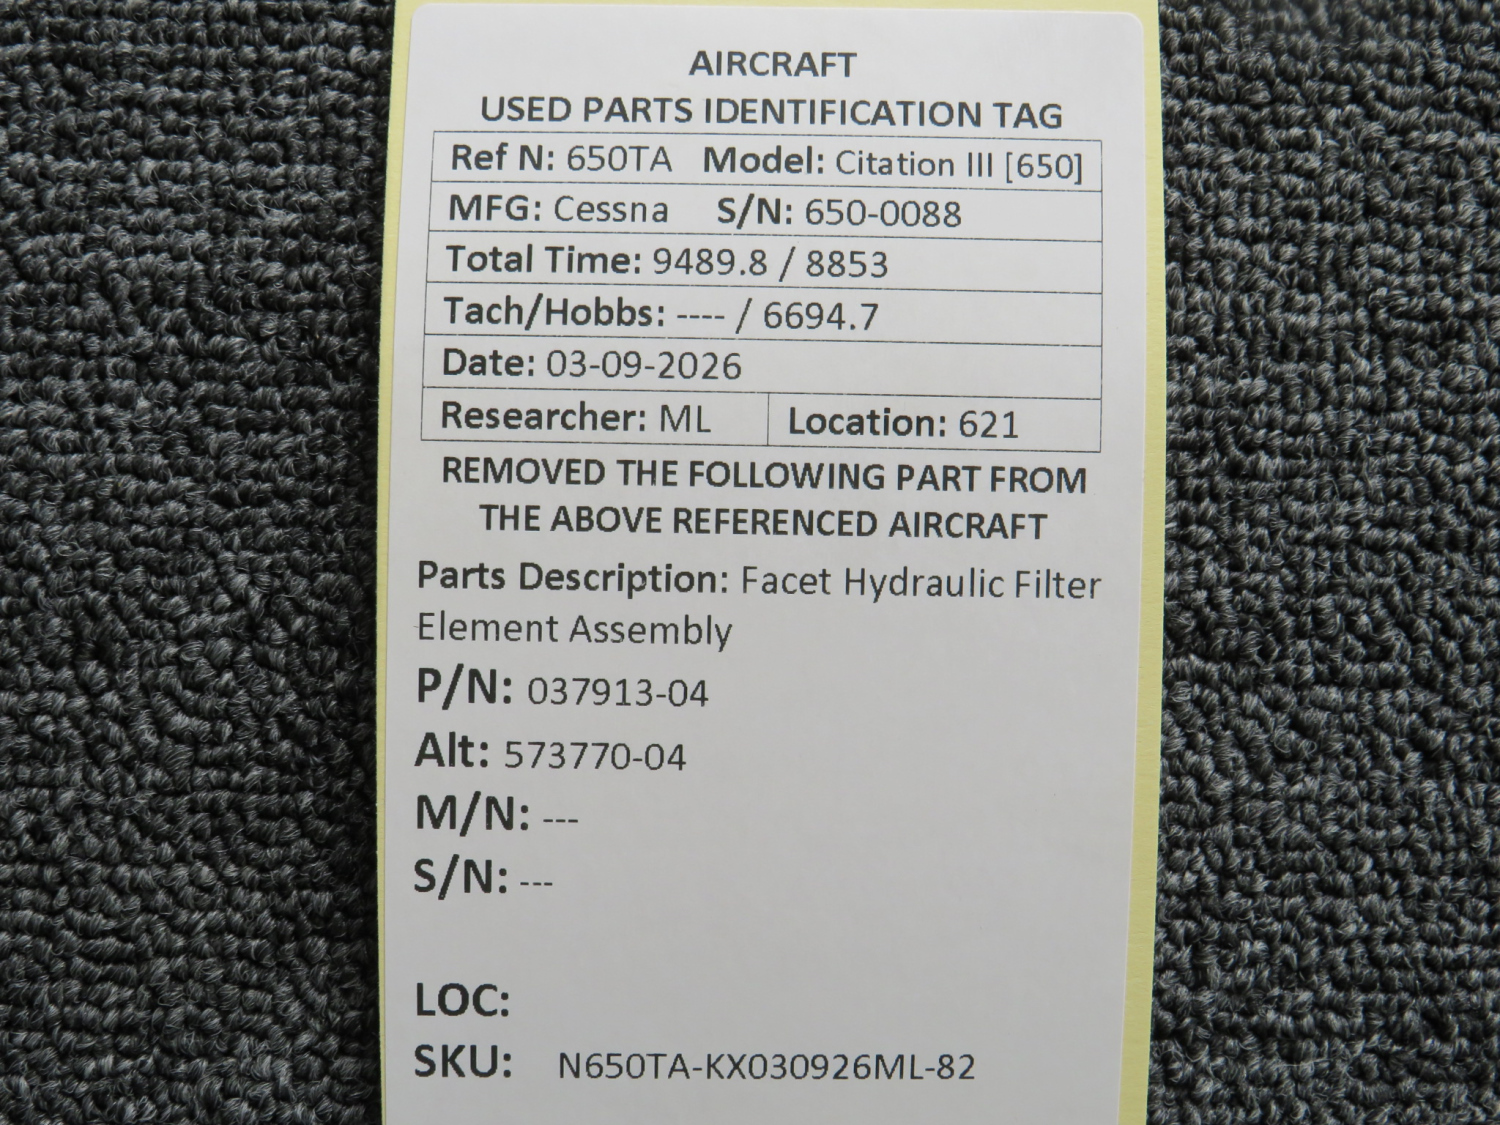 AIRCRAFT
USED PARTS IDENTIFICATION TAG
Ref N: 650TA Model: Citation III [650]
MFG: Cessna S/N: 650-0088
Total Time: 9489.8 / 8853
Tach/Hobbs: ---- / 6694.7
Date: 03-09-2026
Researcher: ML Location: 621
REMOVED THE FOLLOWING PART FROM
THE ABOVE REFERENCED AIRCRAFT
Parts Description: Facet Hydraulic Filter
Element Assembly
P/N: 037913-04
Alt: 573770-04
M/N: ---
S/N: ---
LOC:
SKU: N650TA-KX030926ML-82